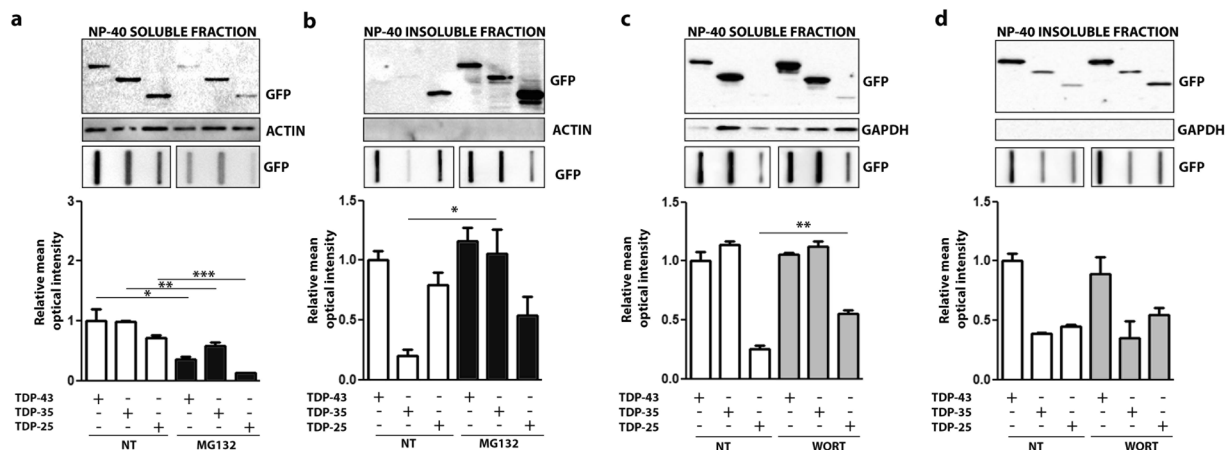 a
NP-40 SOLUBLE FRACTION
GFP
ACTIN
GFP
Relative mean
optical intensity
3
2
1
0
* ** ***
TDP-43 + - - + - -
TDP-35 - + - - + -
TDP-25 - - + - - +
NT MG132
b
NP-40 INSOLUBLE FRACTION
GFP
ACTIN
GFP
Relative mean
optical intensity
1.5
1.0
0.5
0.0
*
TDP-43 + - - + - -
TDP-35 - + - - + -
TDP-25 - - + - - +
NT MG132
c
NP-40 SOLUBLE FRACTION
GFP
GAPDH
GFP
Relative mean
optical intensity
1.5
1.0
0.5
0.0
**
TDP-43 + - - + - -
TDP-35 - + - - + -
TDP-25 - - + - - +
NT WORT
d
NP-40 INSOLUBLE FRACTION
GFP
GAPDH
GFP
Relative mean
optical intensity
1.5
1.0
0.5
0.0
TDP-43 + - - + - -
TDP-35 - + - - + -
TDP-25 - - + - - +
NT WORT